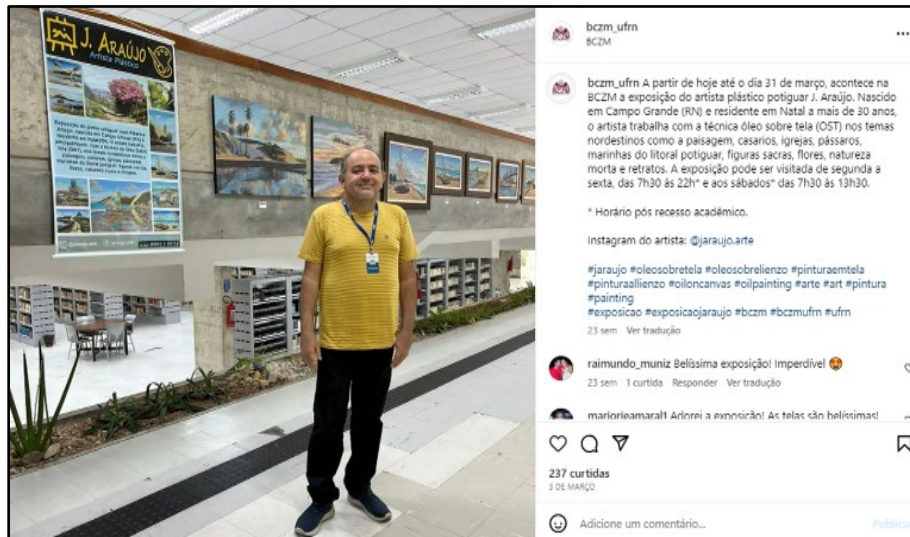 J. ARAÚJO
Artista Plástico
bczm_ufrn
BCZM
bczm_ufrn A partir de hoje até o dia 31 de março, acontece na
BCZM a exposição do artista plástico potiguar J. Araújo. Nascido
em Campo Grande (RN) e residente em Natal a mais de 30 anos,
o artista trabalha com a técnica óleo sobre tela (OST) nos temas
nordestinos como a paisagem, casarios, igrejas, pássaros,
marinhas do litoral potiguar, figuras sacras, flores, natureza
morta e retratos. A exposição pode ser visitada de segunda a
sexta, das 7h30 às 22h* e aos sábados* das 7h30 às 13h30.
* Horário pós recesso acadêmico.
Instagram do artista: @jaraujo.arte
#jaraujo #oleosobretela #oleosobrelienzo #pinturaemtela
#pinturaallienzo #oiloncanvas #oilpainting #arte #art #pintura
#painting
#exposicao #exposicaojaraujo #bczm #bczmufrn #ufrn
23 sem Ver tradução
raimundo_muniz Belíssima exposição! Imperdível 🤩
23 sem 1 curtida Responder Ver tradução
mariorieamaral1 Adorei a exposição! As telas são belíssimas!
237 curtidas
3 DE MARÇO
Adicione um comentário...
Publicar